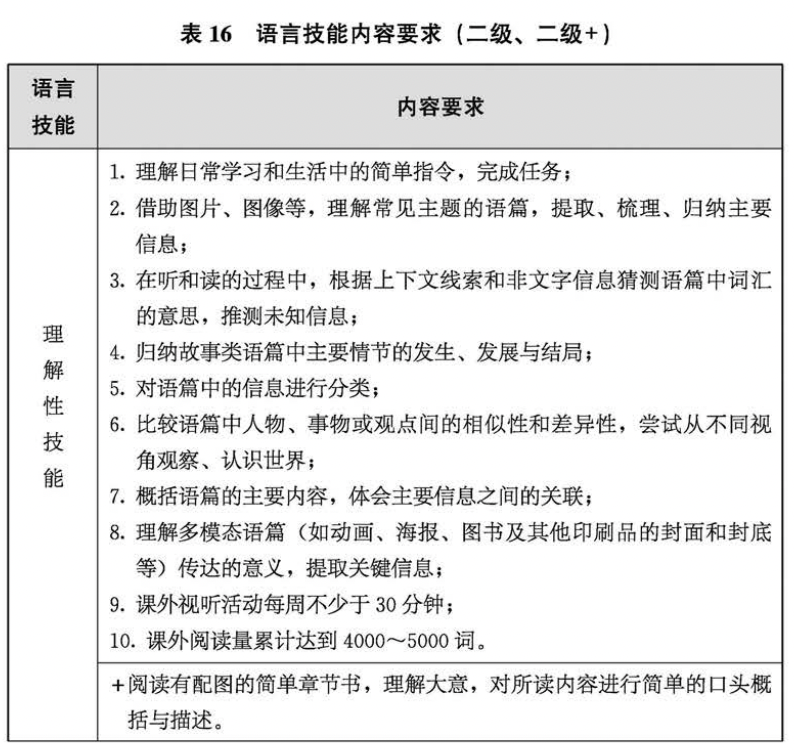 表 16 语言技能内容要求（二级、二级+）
语言
技能
内容要求
理
解
性
技
能
1. 理解日常学习和生活中的简单指令，完成任务；
2. 借助图片、图像等，理解常见主题的语篇，提取、梳理、归纳主要
信息；
3. 在听和读的过程中，根据上下文线索和非文字信息猜测语篇中词汇
的意思，推测未知信息；
4. 归纳故事类语篇中主要情节的发生、发展与结局；
5. 对语篇中的信息进行分类；
6. 比较语篇中人物、事物或观点间的相似性和差异性，尝试从不同视
角观察、认识世界；
7. 概括语篇的主要内容，体会主要信息之间的关联；
8. 理解多模态语篇（如动画、海报、图书及其他印刷品的封面和封底
等）传达的意义，提取关键信息；
9. 课外视听活动每周不少于 30 分钟；
10. 课外阅读量累计达到 4000～5000 词。
+阅读有配图的简单章节书，理解大意，对所读内容进行简单的口头概
括与描述。